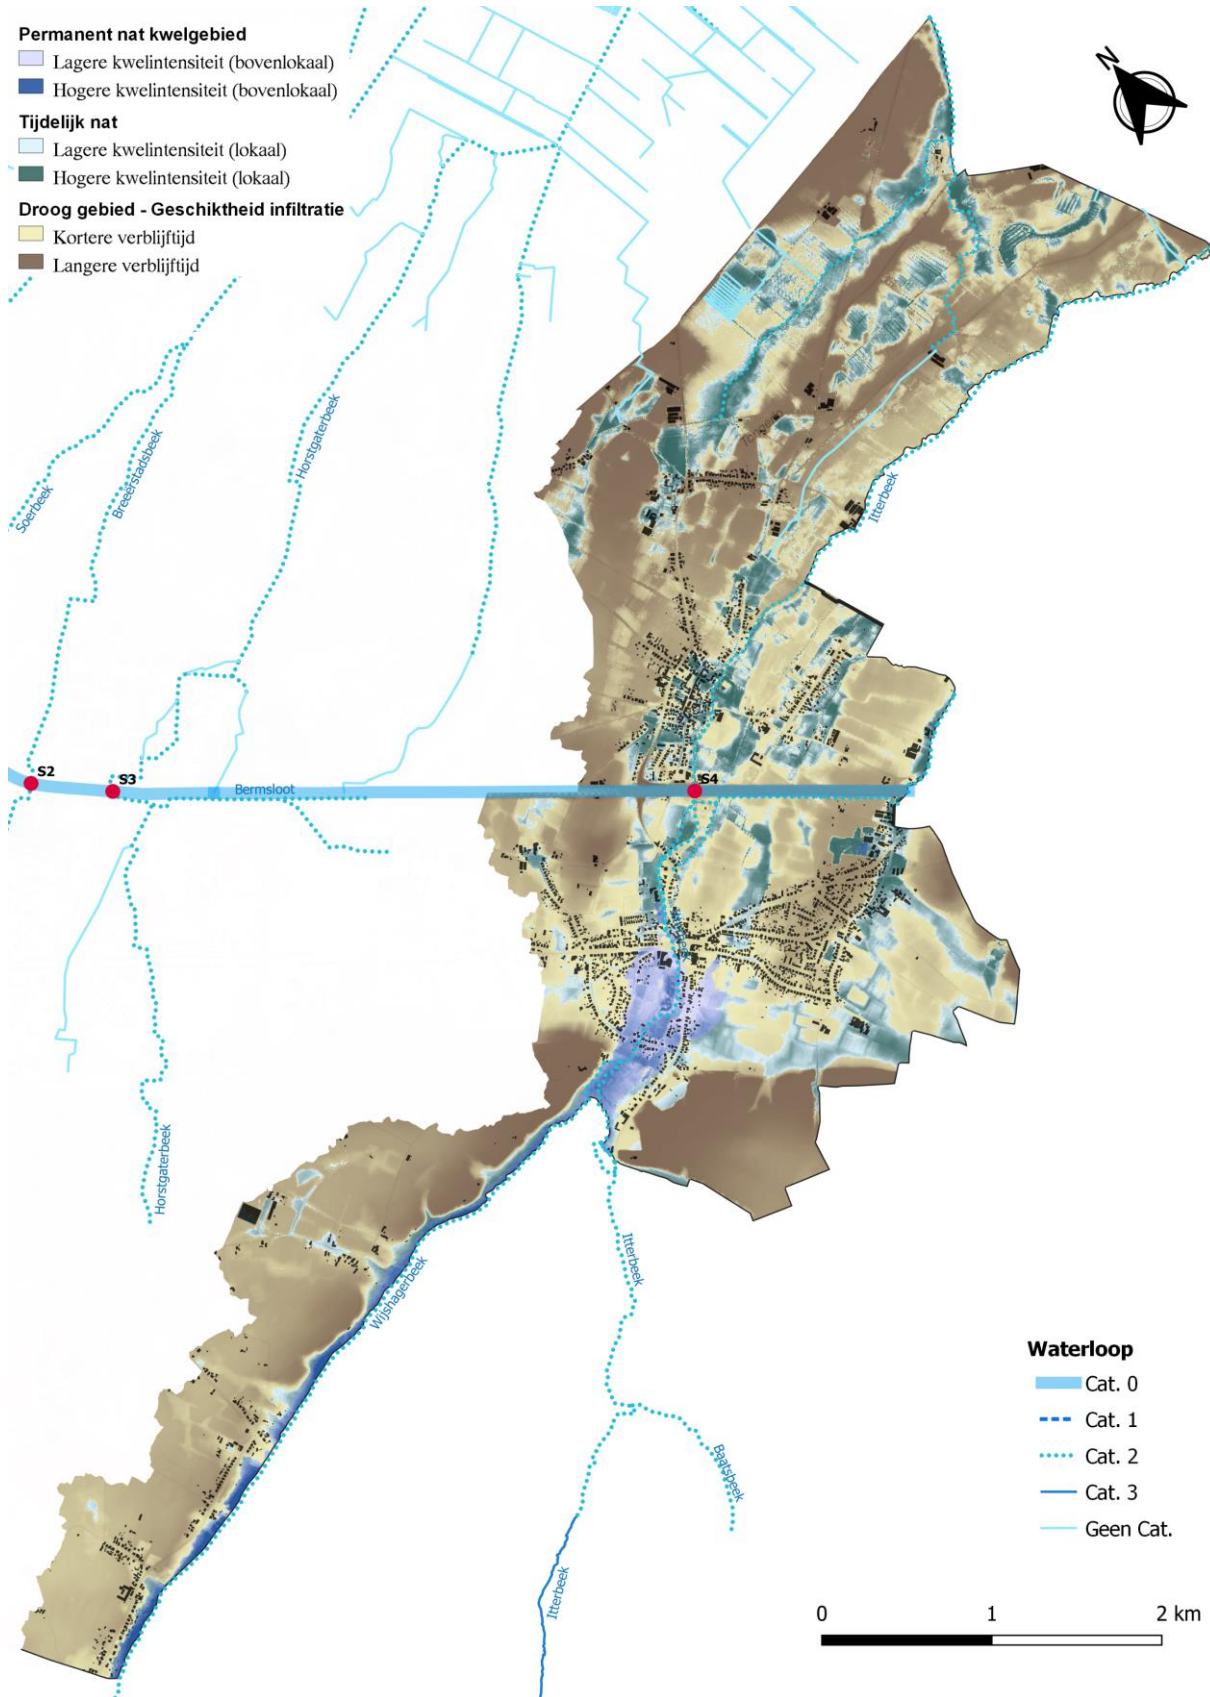 Permanent nat kwelgebied
Lagere kwelintensiteit (bovenlokaal)
Hogere kwelintensiteit (bovenlokaal)
Tijdelijk nat
Lagere kwelintensiteit (lokaal)
Hogere kwelintensiteit (lokaal)
Droog gebied - Geschiktheid infiltratie
Kortere verblijftijd
Langere verblijftijd
N
Soerbeek
Breeerstadsbeek
Horstgaterbeek
Itterbeek
S2
S3
Bermsloot
S4
Horstgaterbeek
Wijshagerbeek
Itterbeek
Baatsbeek
Itterbeek
Waterloop
Cat. 0
Cat. 1
Cat. 2
Cat. 3
Geen Cat.
0 1 2 km